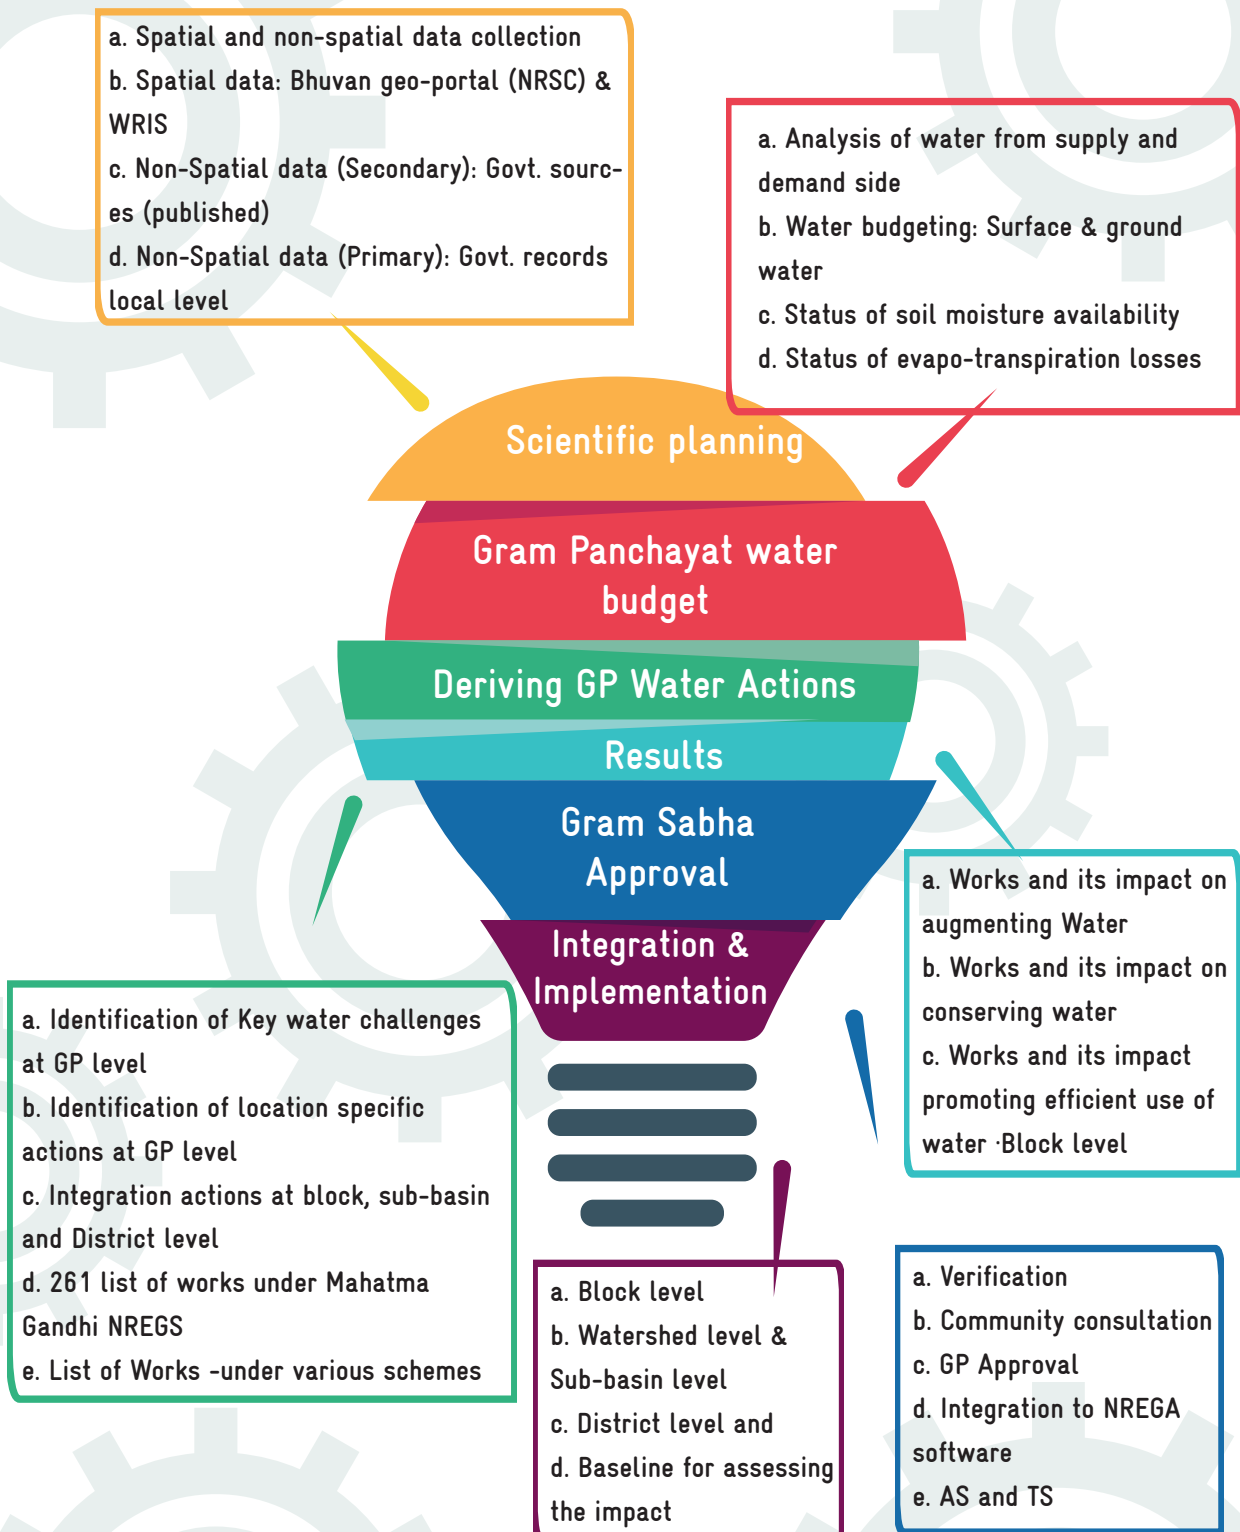 a. Spatial and non-spatial data collection
b. Spatial data: Bhuvan geo-portal (NRSC) &
WRIS
c. Non-Spatial data (Secondary): Govt. sourc-
es (published)
d. Non-Spatial data (Primary): Govt. records
local level
a. Analysis of water from supply and
demand side
b. Water budgeting: Surface & ground
water
c. Status of soil moisture availability
d. Status of evapo-transpiration losses
Scientific planning
Gram Panchayat water
budget
Deriving GP Water Actions
Results
Gram Sabha
Approval
Integration &
Implementation
a. Works and its impact on
augmenting Water
b. Works and its impact on
conserving water
c. Works and its impact
promoting efficient use of
water ·Block level
a. Identification of Key water challenges
at GP level
b. Identification of location specific
actions at GP level
c. Integration actions at block, sub-basin
and District level
d. 261 list of works under Mahatma
Gandhi NREGS
e. List of Works -under various schemes
a. Block level
b. Watershed level &
Sub-basin level
c. District level and
d. Baseline for assessing
the impact
a. Verification
b. Community consultation
c. GP Approval
d. Integration to NREGA
software
e. AS and TS